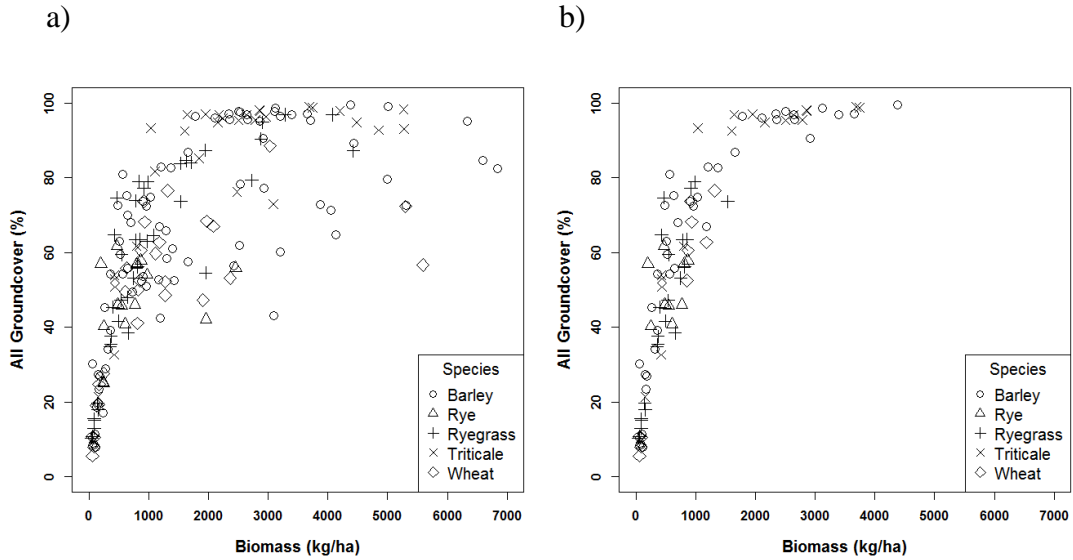 a)
All Groundcover (%)
100
80
60
40
20
0
0 1000 2000 3000 4000 5000 6000 7000
Biomass (kg/ha)
Species
Barley
Rye
Ryegrass
Triticale
Wheat
b)
All Groundcover (%)
100
80
60
40
20
0
0 1000 2000 3000 4000 5000 6000 7000
Biomass (kg/ha)
Species
Barley
Rye
Ryegrass
Triticale
Wheat